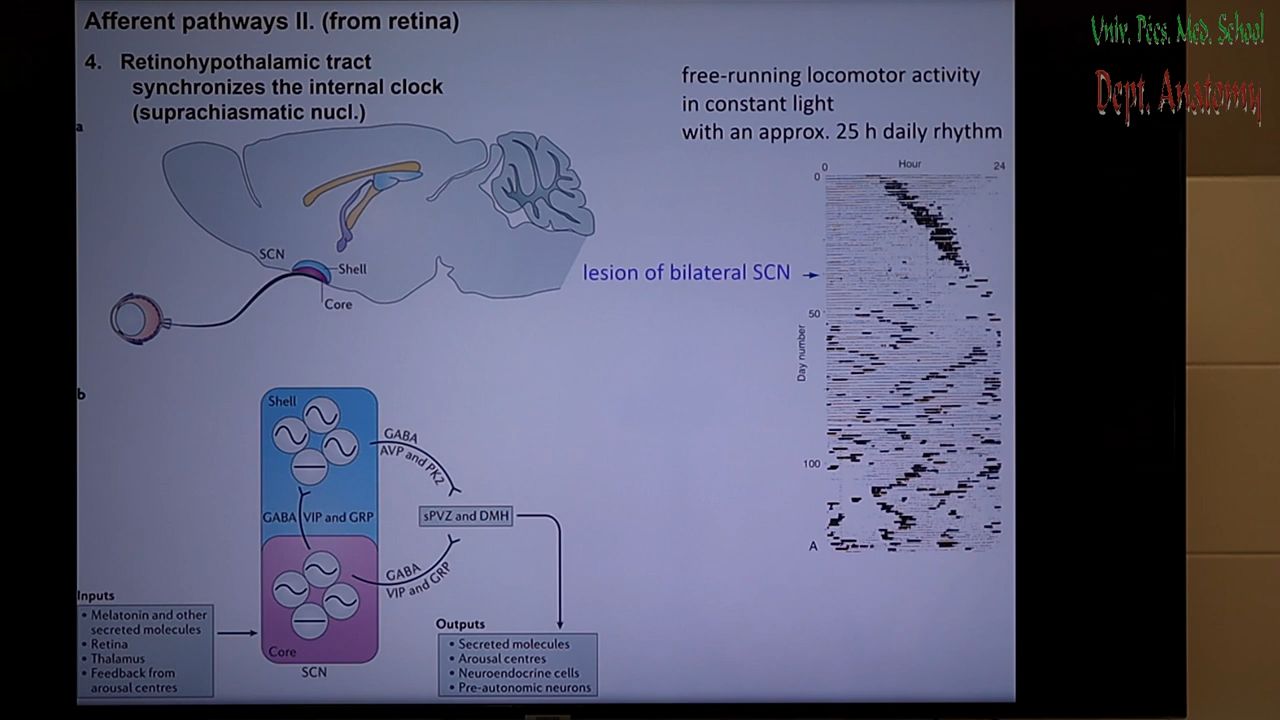 Afferent pathways II. (from retina)
4. Retinohypothalamic tract
synchronizes the internal clock
(suprachiasmatic nucl.)
a
SCN
Shell
Core
b
Shell
GABA
AVP and PK2
GABA VIP and GRP
sPVZ and DMH
GABA
VIP and GRP
Core
SCN
Inputs
• Melatonin and other
secreted molecules
• Retina
• Thalamus
• Feedback from
arousal centres
Outputs
• Secreted molecules
• Arousal centres
• Neuroendocrine cells
• Pre-autonomic neurons
free-running locomotor activity
in constant light
with an approx. 25 h daily rhythm
0 Hour 24
0
lesion of bilateral SCN
50
Day number
100
A
Univ. Pécs. Med. School
Dept. Anatomy